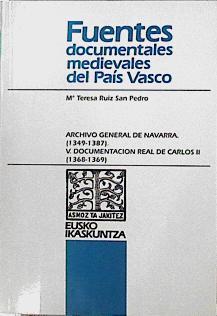 Fuentes
documentales
medievales
del País Vasco
Mª Teresa Ruiz San Pedro
ARCHIVO GENERAL DE NAVARRA.
(1349-1387).
V. DOCUMENTACION REAL DE CARLOS II
(1368-1369)
ASMOZ TA JAKITEZ
EUSKO
IKASKUNTZA